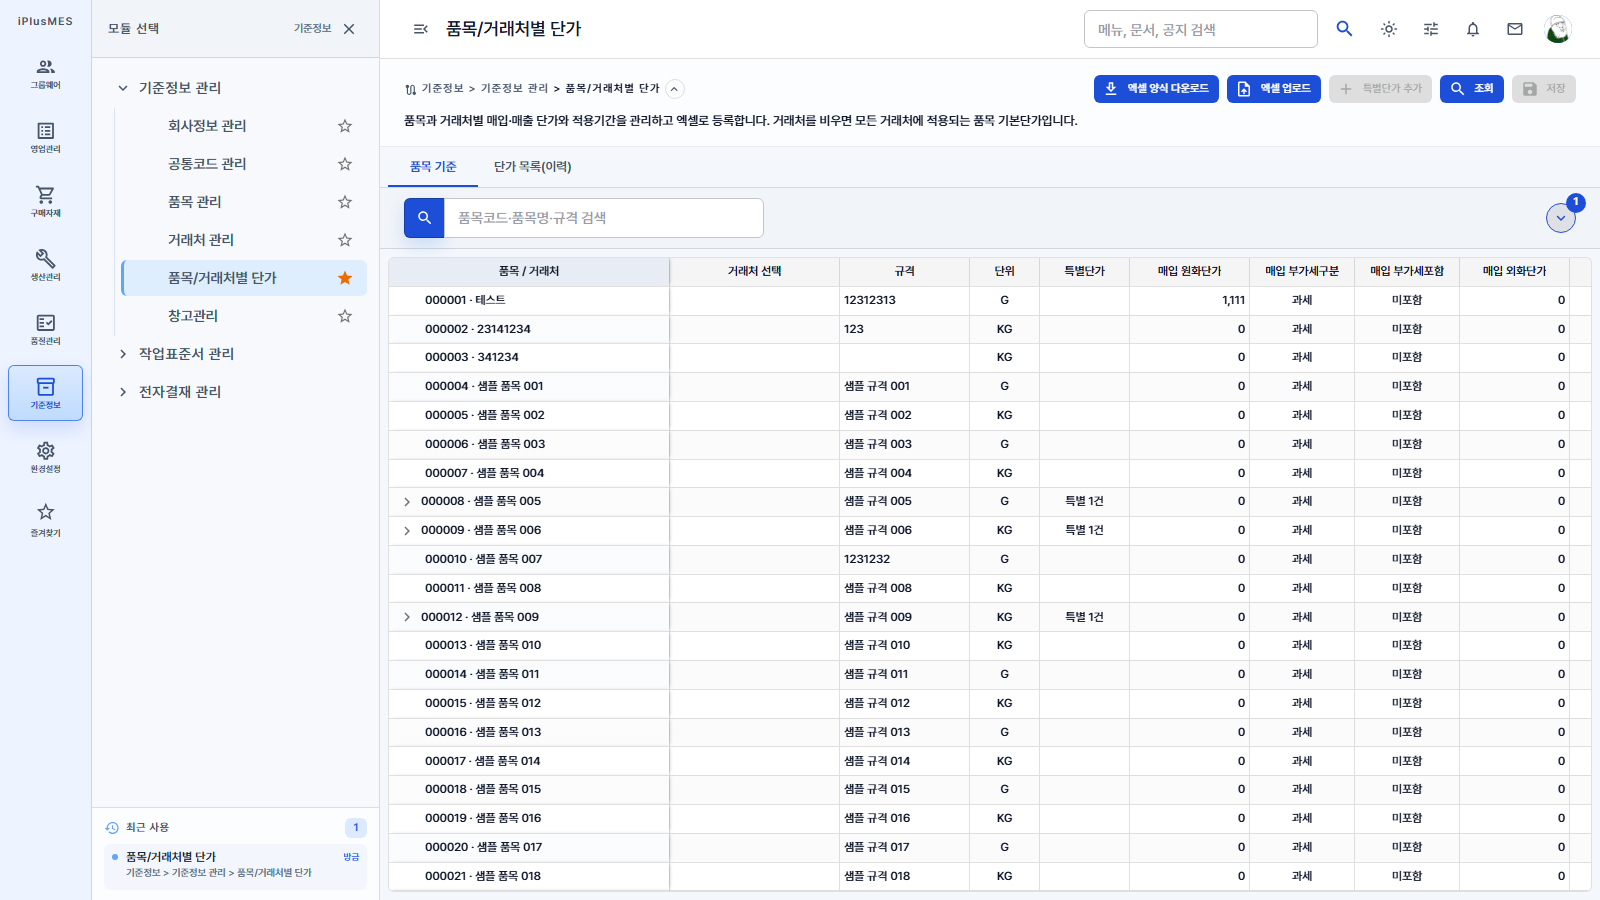 iPlusMES
그룹웨어
영업관리
구매자재
생산관리
품질관리
기준정보
환경설정
즐겨찾기
모듈 선택
기준정보
기준정보 관리
회사정보 관리
공통코드 관리
품목 관리
거래처 관리
품목/거래처별 단가
창고관리
작업표준서 관리
전자결재 관리
최근 사용
1
품목/거래처별 단가
방금
기준정보 > 기준정보 관리 > 품목/거래처별 단가
품목/거래처별 단가
메뉴, 문서, 공지 검색
기준정보 > 기준정보 관리 > 품목/거래처별 단가
엑셀 양식 다운로드
엑셀 업로드
특별단가 추가
조회
저장
품목과 거래처별 매입·매출 단가와 적용기간을 관리하고 엑셀로 등록합니다. 거래처를 비우면 모든 거래처에 적용되는 품목 기본단가입니다.
품목 기준
단가 목록(이력)
품목코드·품목명·규격 검색
1
품목 / 거래처 거래처 선택 규격 단위 특별단가 매입 원화단가 매입 부가세구분 매입 부가세포함 매입 외화단가
000001 · 테스트 12312313 G 1,111 과세 미포함 0
000002 · 23141234 123 KG 0 과세 미포함 0
000003 · 341234 KG 0 과세 미포함 0
000004 · 샘플 품목 001 샘플 규격 001 G 0 과세 미포함 0
000005 · 샘플 품목 002 샘플 규격 002 KG 0 과세 미포함 0
000006 · 샘플 품목 003 샘플 규격 003 G 0 과세 미포함 0
000007 · 샘플 품목 004 샘플 규격 004 KG 0 과세 미포함 0
000008 · 샘플 품목 005 샘플 규격 005 G 특별 1건 0 과세 미포함 0
000009 · 샘플 품목 006 샘플 규격 006 KG 특별 1건 0 과세 미포함 0
000010 · 샘플 품목 007 1231232 G 0 과세 미포함 0
000011 · 샘플 품목 008 샘플 규격 008 KG 0 과세 미포함 0
000012 · 샘플 품목 009 샘플 규격 009 KG 특별 1건 0 과세 미포함 0
000013 · 샘플 품목 010 샘플 규격 010 KG 0 과세 미포함 0
000014 · 샘플 품목 011 샘플 규격 011 G 0 과세 미포함 0
000015 · 샘플 품목 012 샘플 규격 012 KG 0 과세 미포함 0
000016 · 샘플 품목 013 샘플 규격 013 G 0 과세 미포함 0
000017 · 샘플 품목 014 샘플 규격 014 KG 0 과세 미포함 0
000018 · 샘플 품목 015 샘플 규격 015 G 0 과세 미포함 0
000019 · 샘플 품목 016 샘플 규격 016 KG 0 과세 미포함 0
000020 · 샘플 품목 017 샘플 규격 017 G 0 과세 미포함 0
000021 · 샘플 품목 018 샘플 규격 018 KG 0 과세 미포함 0